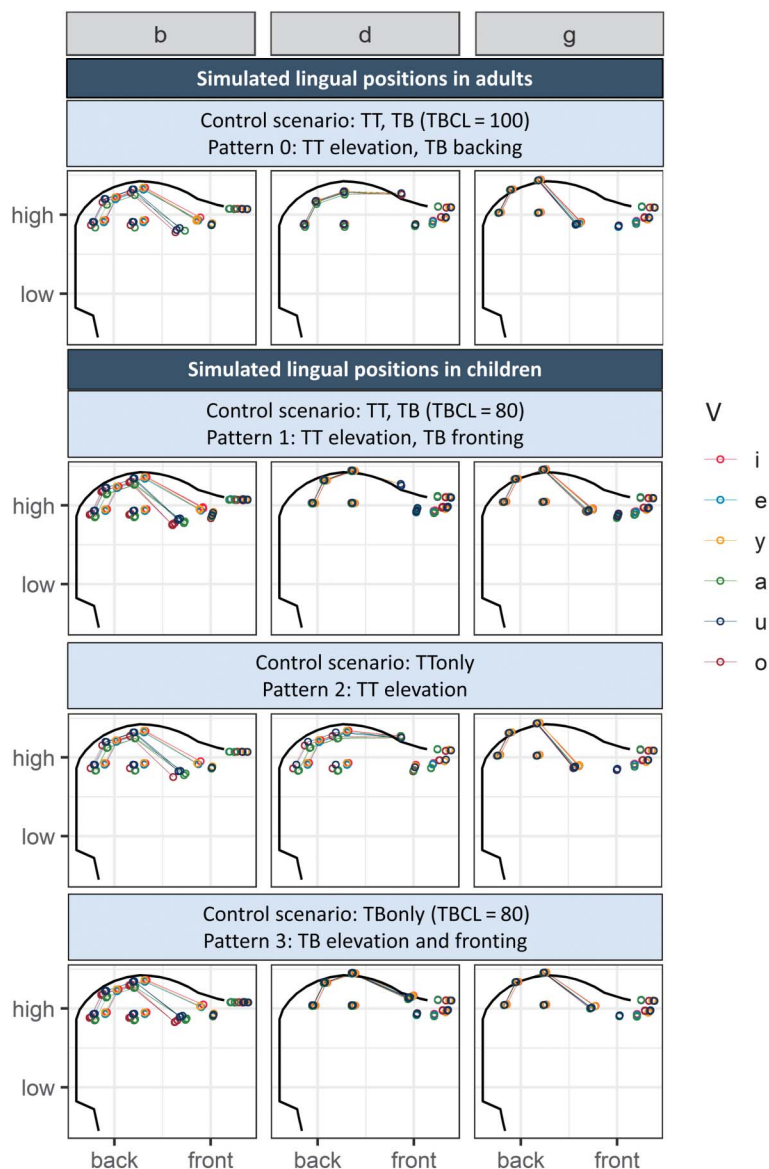 b d g
Simulated lingual positions in adults
Control scenario: TT, TB (TBCL = 100)
Pattern 0: TT elevation, TB backing
high
low
Simulated lingual positions in children
Control scenario: TT, TB (TBCL = 80)
Pattern 1: TT elevation, TB fronting
high
low
Control scenario: TTonly
Pattern 2: TT elevation
high
low
Control scenario: TBonly (TBCL = 80)
Pattern 3: TB elevation and fronting
high
low
back front back front back front
V
i
e
y
a
u
o